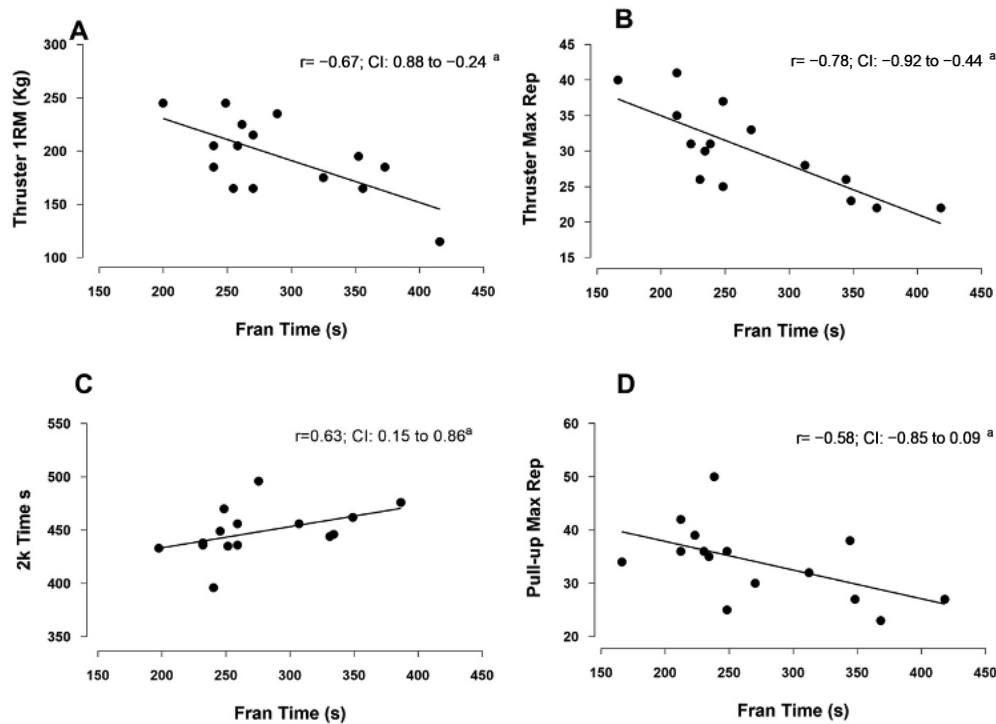 A
r= −0.67; CI: 0.88 to −0.24 a
Thruster 1RM (Kg)
300
250
200
150
100
150 200 250 300 350 400 450
Fran Time (s)
B
r= −0.78; CI: −0.92 to −0.44 a
Thruster Max Rep
45
40
35
30
25
20
15
150 200 250 300 350 400 450
Fran Time (s)
C
r=0.63; CI: 0.15 to 0.86a
2k Time s
550
500
450
400
350
150 200 250 300 350 400 450
Fran Time (s)
D
r= −0.58; CI: −0.85 to 0.09 a
Pull-up Max Rep
60
50
40
30
20
150 200 250 300 350 400 450
Fran Time (s)